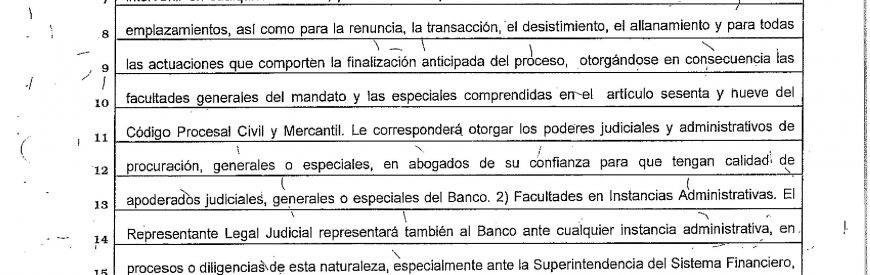 8 emplazamientos, así como para la renuncia, la transacción, el desistimiento, el allanamiento y para todas
9 las actuaciones que comporten la finalización anticipada del proceso, otorgándose en consecuencia las
10 facultades generales del mandato y las especiales comprendidas en el artículo sesenta y nueve del
11 Código Procesal Civil y Mercantil. Le corresponderá otorgar los poderes judiciales y administrativos de
12 procuración, generales o especiales, en abogados de su confianza para que tengan calidad de
13 apoderados judiciales, generales o especiales del Banco. 2) Facultades en Instancias Administrativas. El
14 Representante Legal Judicial representará también al Banco ante cualquier instancia administrativa, en
15 procesos o diligencias de esta naturaleza, especialmente ante la Superintendencia del Sistema Financiero,